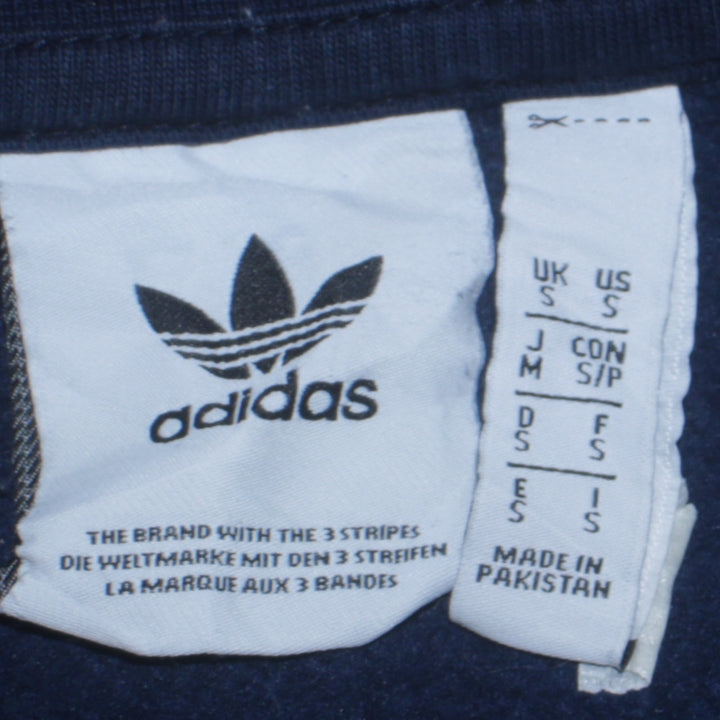 adidas
THE BRAND WITH THE 3 STRIPES
DIE WELTMARKE MIT DEN 3 STREIFEN
LA MARQUE AUX 3 BANDES
UK US
S S
J CON
M S/P
D F
S S
E I
S S
MADE IN
PAKISTAN